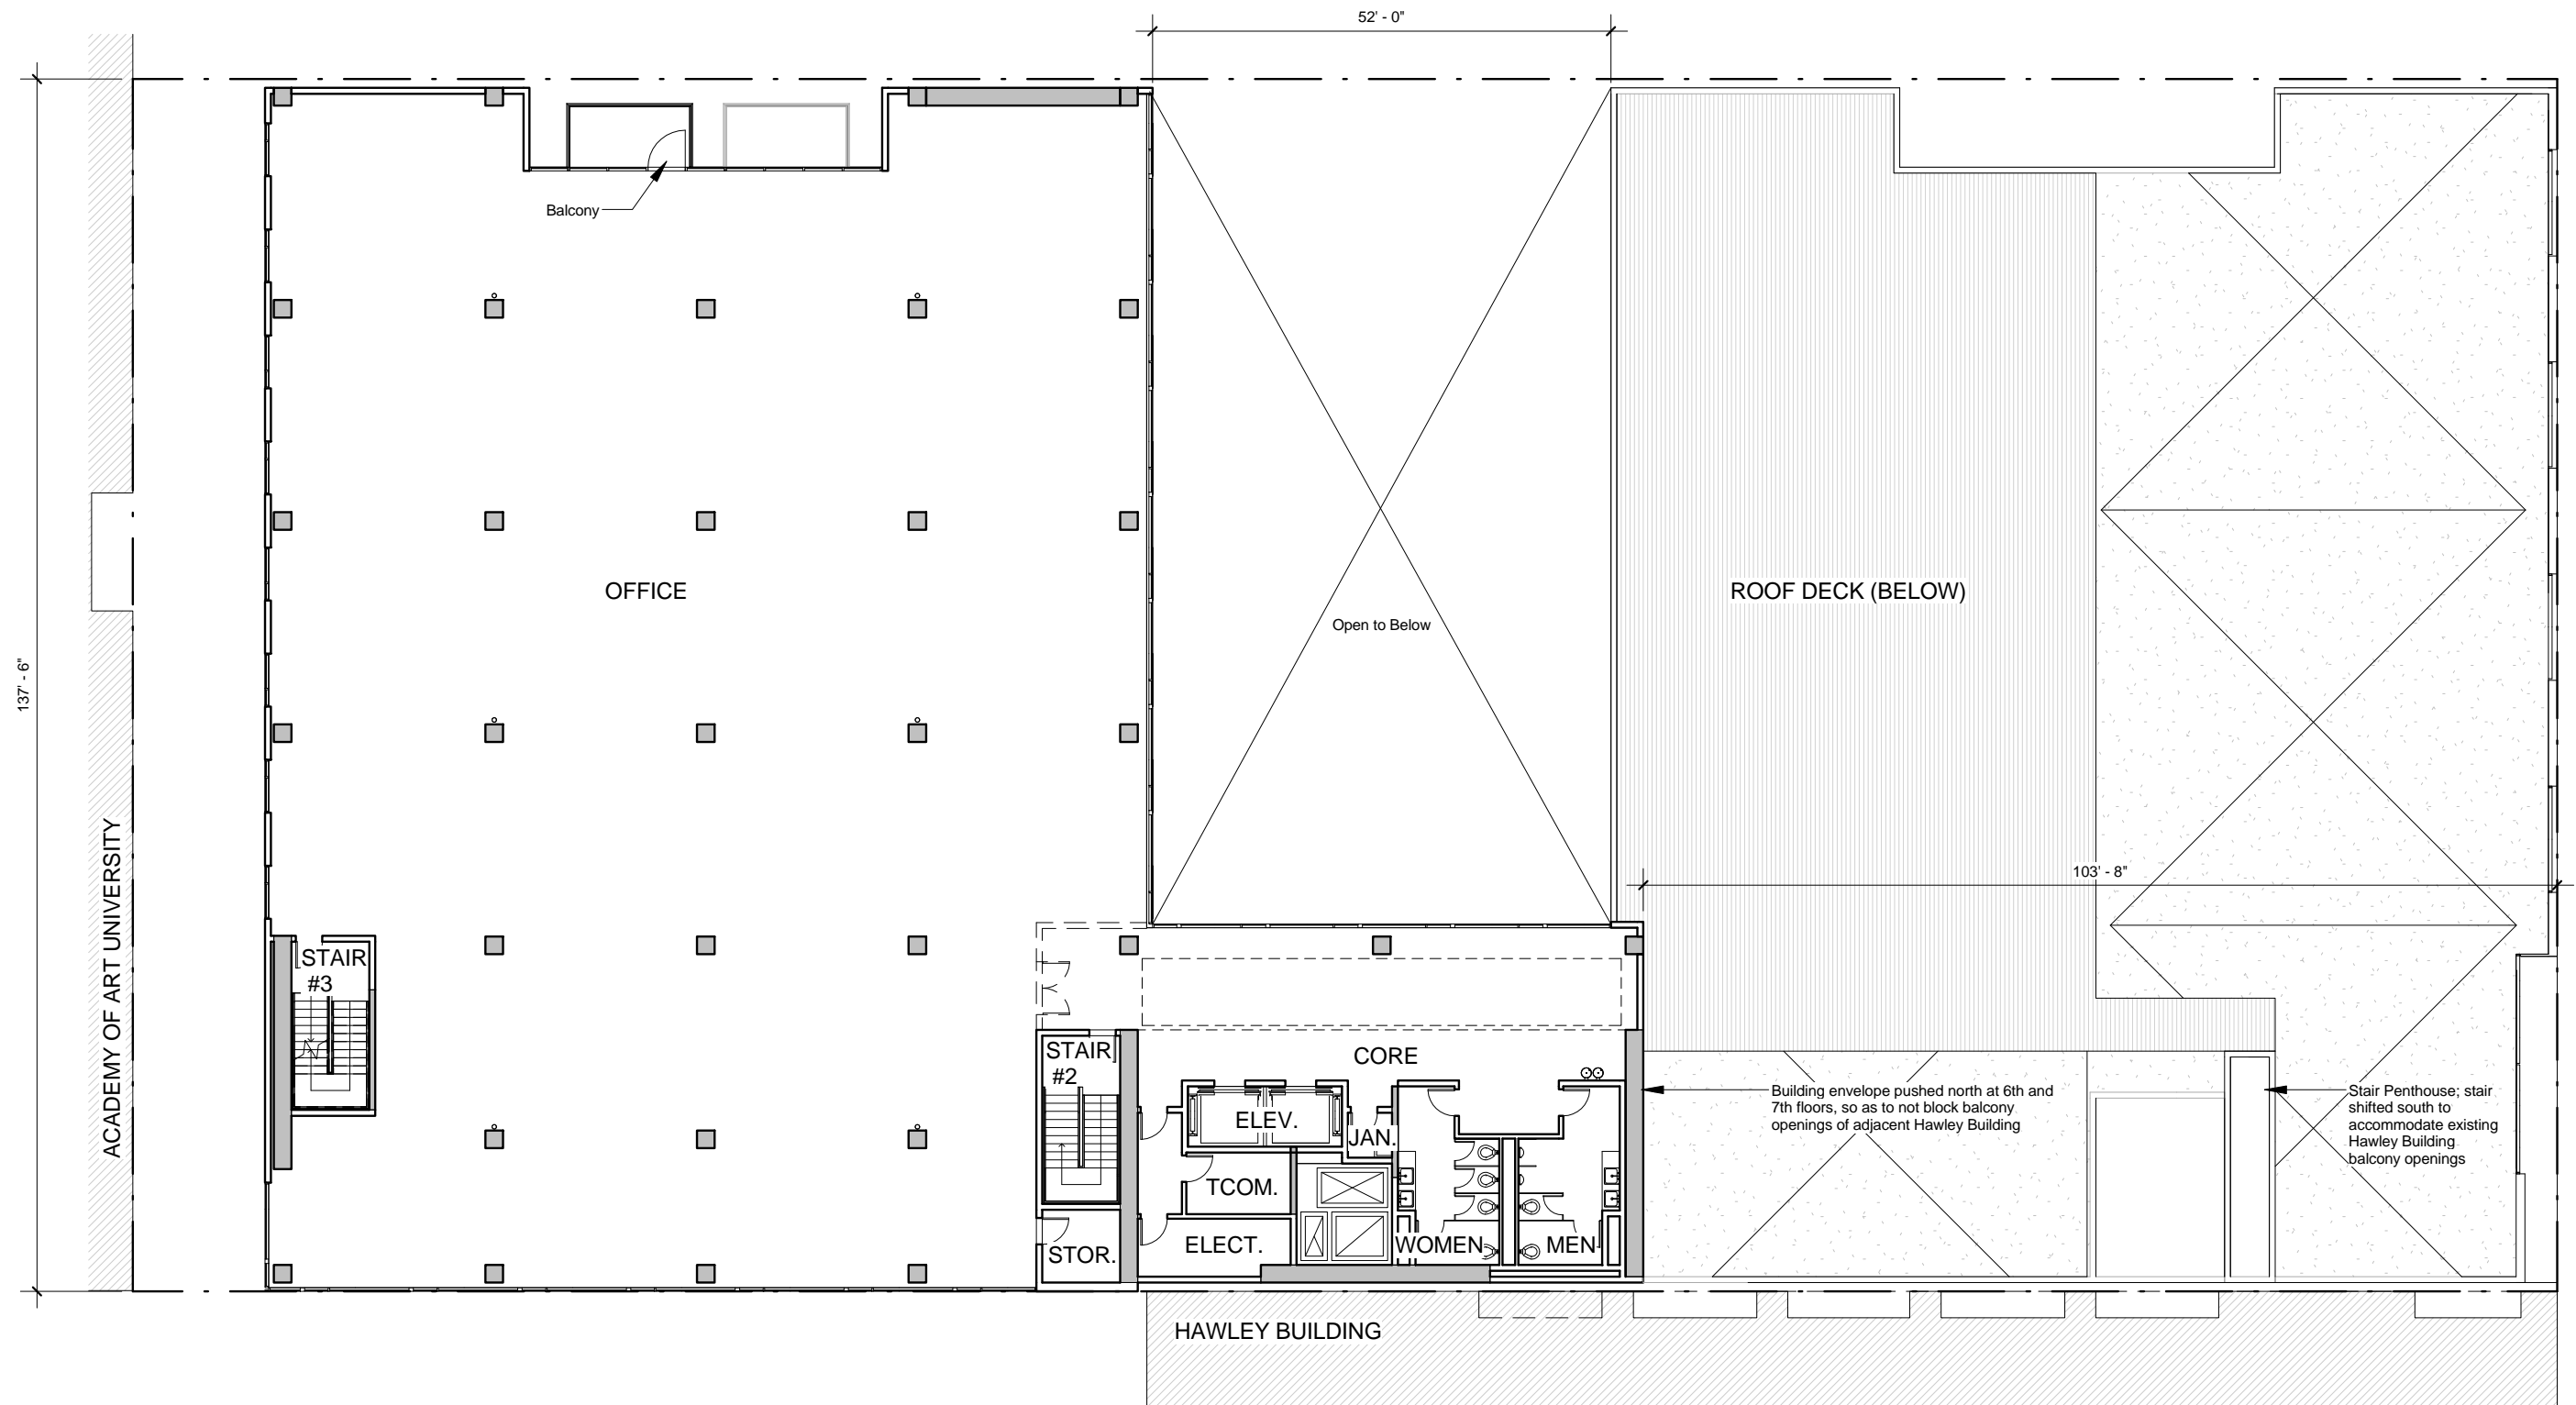 52' - 0"
Balcony
OFFICE
ROOF DECK (BELOW)
Open to Below
137' - 6"
ACADEMY OF ART UNIVERSITY
103' - 8"
STAIR
#3
STAIR
#2
CORE
ELEV.
JAN.
TCOM.
ELECT.
STOR.
WOMEN
MEN
Building envelope pushed north at 6th and
7th floors, so as to not block balcony
openings of adjacent Hawley Building
Stair Penthouse; stair
shifted south to
accommodate existing
Hawley Building
balcony openings
HAWLEY BUILDING